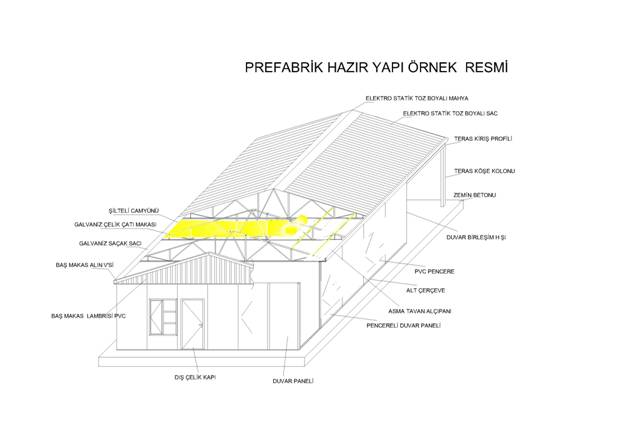 PREFABRİK HAZIR YAPI ÖRNEK RESMİ
ELEKTRO STATİK TOZ BOYALI MAHYA
ELEKTRO STATİK TOZ BOYALI SAC
TERAS KİRİŞ PROFİLİ
TERAS KÖŞE KOLONU
ZEMİN BETONU
ŞİLTELİ CAMYÜNÜ
GALVANİZ ÇELİK ÇATI MAKASI
GALVANİZ SAÇAK SACI
DUVAR BİRLEŞİM H Şİ
BAŞ MAKAS ALIN V'Sİ
PVC PENCERE
ALT ÇERÇEVE
ASMA TAVAN ALÇIPANI
BAŞ MAKAS LAMBRİSİ PVC
PENCERELİ DUVAR PANELİ
DIŞ ÇELİK KAPI
DUVAR PANELİ